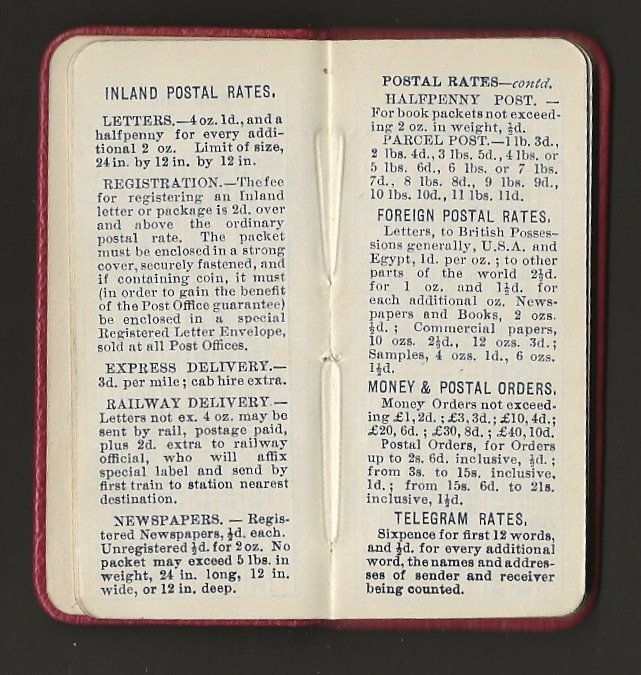 INLAND POSTAL RATES.
LETTERS.—4 oz. 1d., and a
halfpenny for every addi-
tional 2 oz. Limit of size,
24 in. by 12 in. by 12 in.
REGISTRATION.—The fee
for registering an Inland
letter or package is 2d. over
and above the ordinary
postal rate. The packet
must be enclosed in a strong
cover, securely fastened, and
if containing coin, it must
(in order to gain the benefit
of the Post Office guarantee)
be enclosed in a special
Registered Letter Envelope,
sold at all Post Offices.
EXPRESS DELIVERY.—
3d. per mile; cab hire extra.
RAILWAY DELIVERY.—
Letters not ex. 4 oz. may be
sent by rail, postage paid,
plus 2d. extra to railway
official, who will affix
special label and send by
first train to station nearest
destination.
NEWSPAPERS. — Regis-
tered Newspapers, ½d. each.
Unregistered ½d. for 2 oz. No
packet may exceed 5 lbs. in
weight, 24 in. long, 12 in.
wide, or 12 in. deep.
POSTAL RATES—contd.
HALFPENNY POST. —
For book packets not exceed-
ing 2 oz. in weight, ½d.
PARCEL POST.—1 lb. 3d.,
2 lbs. 4d., 3 lbs. 5d., 4 lbs. or
5 lbs. 6d., 6 lbs. or 7 lbs.
7d., 8 lbs. 8d., 9 lbs. 9d.,
10 lbs. 10d., 11 lbs. 11d.
FOREIGN POSTAL RATES.
Letters, to British Posses-
sions generally, U.S.A. and
Egypt, 1d. per oz.; to other
parts of the world 2½d.
for 1 oz. and 1½d. for
each additional oz. News-
papers and Books, 2 ozs.
½d.; Commercial papers,
10 ozs. 2½d., 12 ozs. 3d.;
Samples, 4 ozs. 1d., 6 ozs.
1½d.
MONEY & POSTAL ORDERS.
Money Orders not exceed-
ing £1, 2d.; £3, 3d.; £10, 4d.;
£20, 6d.; £30, 8d.; £40, 10d.
Postal Orders, for Orders
up to 2s. 6d. inclusive, ½d.;
from 3s. to 15s. inclusive,
1d.; from 15s. 6d. to 21s.
inclusive, 1½d.
TELEGRAM RATES.
Sixpence for first 12 words,
and ½d. for every additional
word, the names and addres-
ses of sender and receiver
being counted.